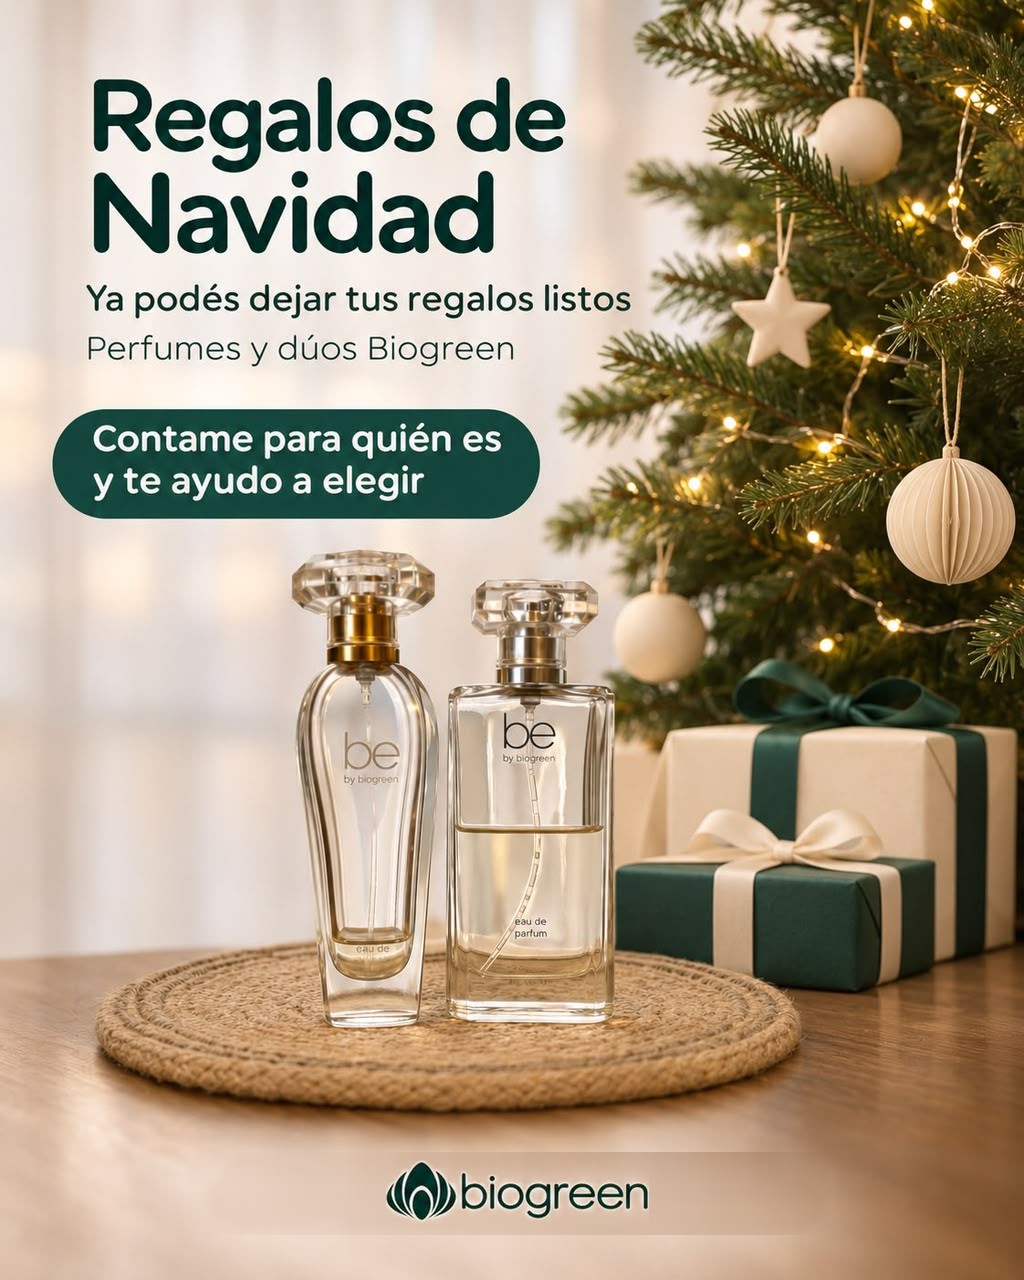 Regalos de
Navidad
Ya podés dejar tus regalos listos
Perfumes y dúos Biogreen
Contame para quién es
y te ayudo a elegir
be
by biogreen
eau de
be
by biogreen
eau de
parfum
biogreen